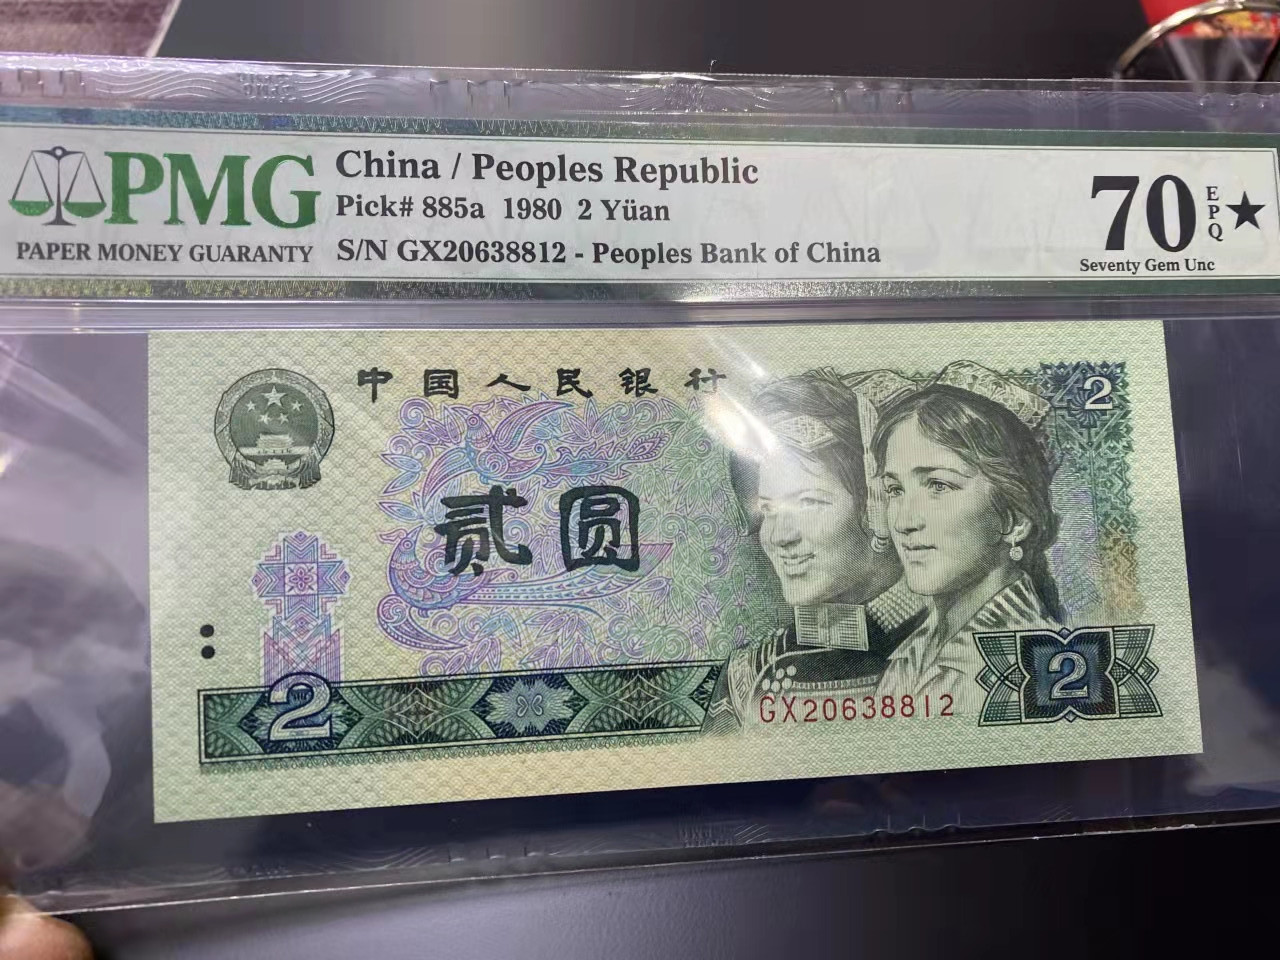 PMG
PAPER MONEY GUARANTY
China / Peoples Republic
Pick# 885a 1980 2 Yüan
S/N GX20638812 - Peoples Bank of China
70 EPQ ★
Seventy Gem Unc
中国人民银行
2
贰圆
2
2
GX20638812